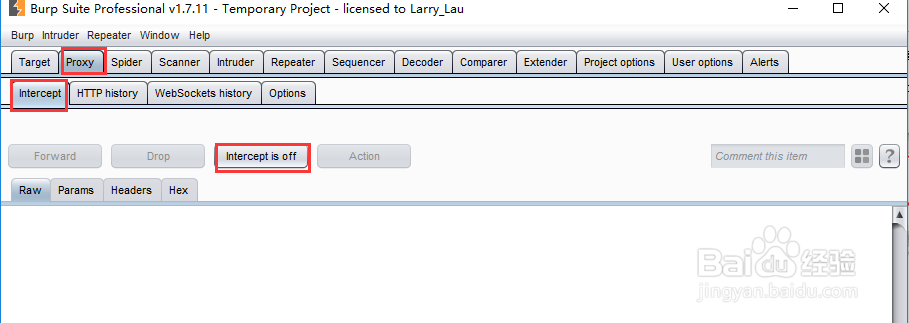 Burp Suite Professional v1.7.11 - Temporary Project - licensed to Larry_Lau
Burp Intruder Repeater Window Help
Target Proxy Spider Scanner Intruder Repeater Sequencer Decoder Comparer Extender Project options User options Alerts
Intercept HTTP history WebSockets history Options
Forward Drop Intercept is off Action Comment this item ?
Raw Params Headers Hex
Baidu 经验
jingyan.baidu.com